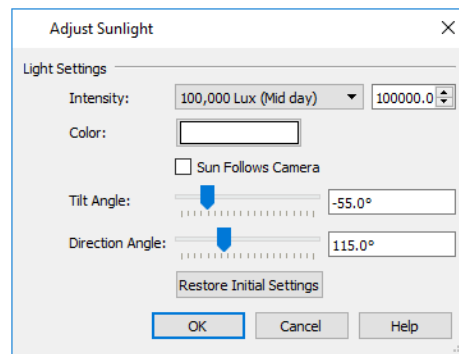 Adjust Sunlight
Light Settings
Intensity: 100,000 Lux (Mid day) 100000.0
Color:
Sun Follows Camera
Tilt Angle: -55.0°
Direction Angle: 115.0°
Restore Initial Settings
OK Cancel Help